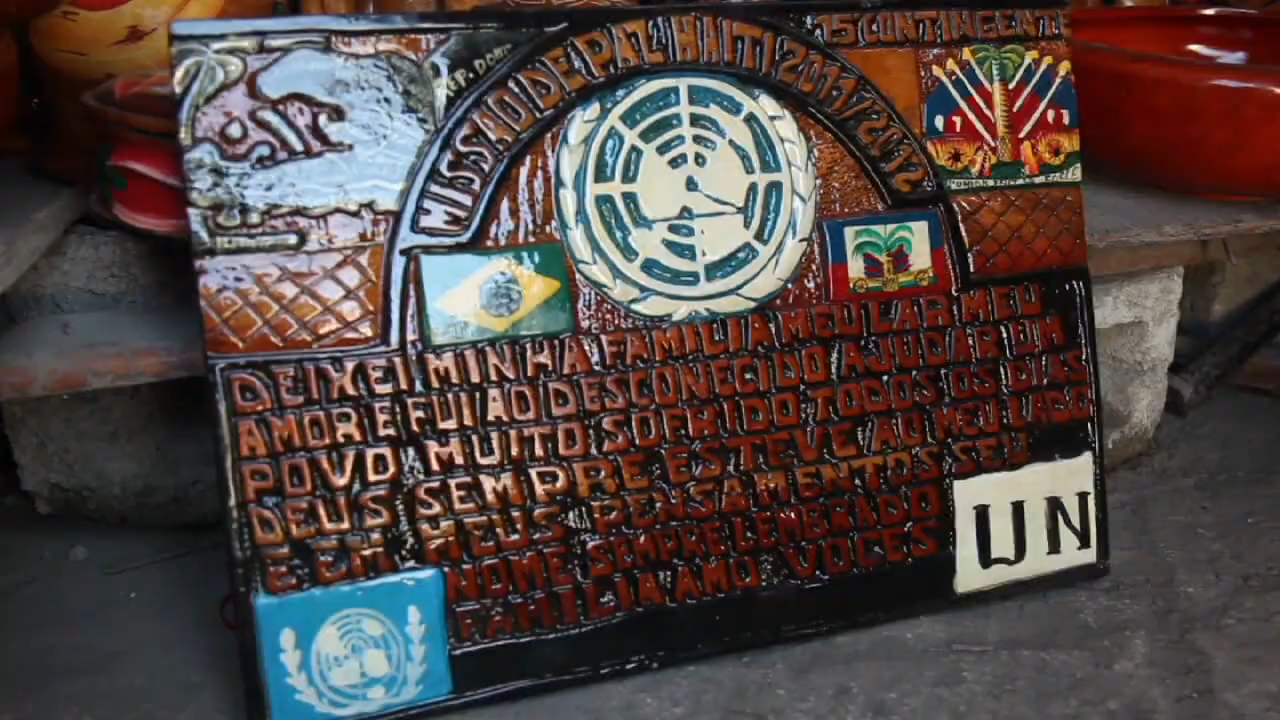 15 CONTINGENTE
MISSAO DE PAZ HAITI 2011/2012
REP. DOM
DEIXEI MINHA FAMILIA MEU LAR MEU
AMOR E FUI AO DESCONECIDO AJUDAR UM
POVO MUITO SOFRIDO TODOS OS DIAS
DEUS SEMPRE ESTEVE AO MEU LADO
E EM MEUS PENSAMENTOS SEU
NOME SEMPRE LEMBRADO
FAMILIA AMO VOCES
UN